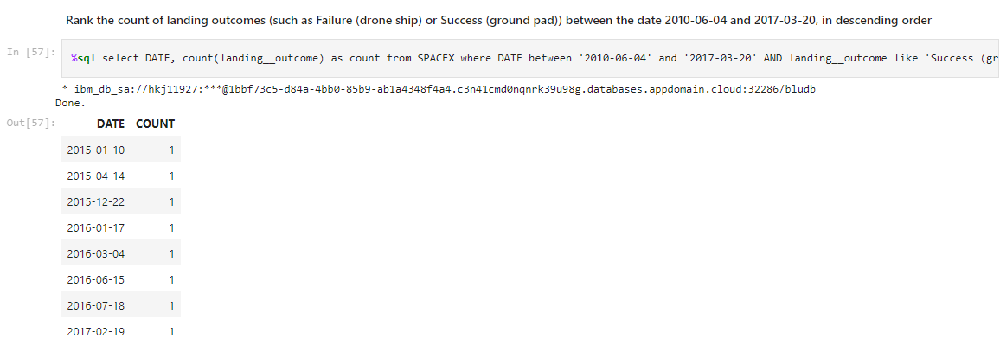 Rank the count of landing outcomes (such as Failure (drone ship) or Success (ground pad)) between the date 2010-06-04 and 2017-03-20, in descending order
In [57]: %sql select DATE, count(landing__outcome) as count from SPACEX where DATE between '2010-06-04' and '2017-03-20' AND landing__outcome like 'Success (gr
* ibm_db_sa://hkj11927:***@1bbf73c5-d84a-4bb0-85b9-ab1a4348f4a4.c3n41cmd0nqnrk39u98g.databases.appdomain.cloud:32286/bludb
Done.
Out[57]: DATE COUNT
2015-01-10 1
2015-04-14 1
2015-12-22 1
2016-01-17 1
2016-03-04 1
2016-06-15 1
2016-07-18 1
2017-02-19 1